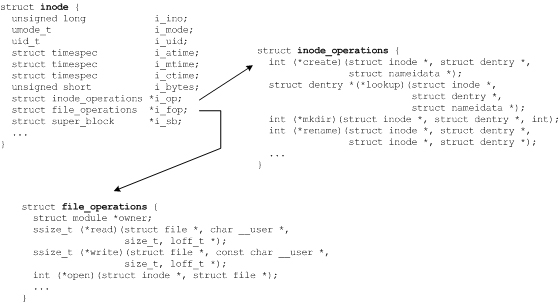 struct inode {
unsigned long i_ino;
umode_t i_mode;
uid_t i_uid;
struct timespec i_atime;
struct timespec i_mtime;
struct timespec i_ctime;
unsigned short i_bytes;
struct inode_operations *i_op;
struct file_operations *i_fop;
struct super_block *i_sb;
...
}
struct inode_operations {
int (*create)(struct inode *, struct dentry *,
struct nameidata *);
struct dentry *(*lookup)(struct inode *,
struct dentry *,
struct nameidata *);
int (*mkdir)(struct inode *, struct dentry *, int);
int (*rename)(struct inode *, struct dentry *,
struct inode *, struct dentry *);
...
}
struct file_operations {
struct module *owner;
ssize_t (*read)(struct file *, char __user *,
size_t, loff_t *);
ssize_t (*write)(struct file *, const char __user *,
size_t, loff_t *);
int (*open)(struct inode *, struct file *);
...
}